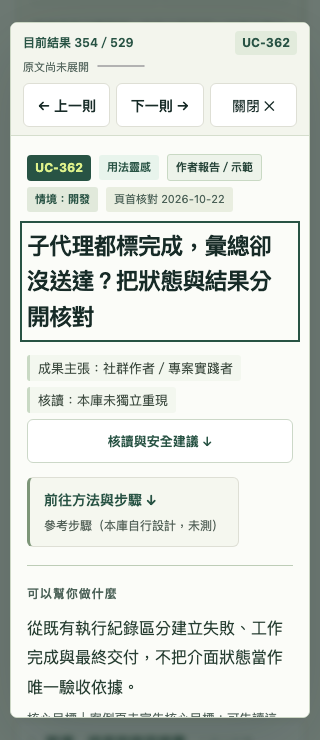 目前結果 354 / 529
UC-362
原文尚未展開
← 上一則
下一則 →
關閉 ×
UC-362
用法靈感
作者報告 / 示範
情境：開發
頁首核對 2026-10-22
子代理都標完成，彙總卻
沒送達？把狀態與結果分
開核對
成果主張：社群作者 / 專案實踐者
核讀：本庫未獨立重現
核讀與安全建議 ↓
前往方法與步驟 ↓
參考步驟（本庫自行設計，未測）
可以幫你做什麼
從既有執行紀錄區分建立失敗、工作
完成與最終交付，不把介面狀態當作
唯一驗收依據。